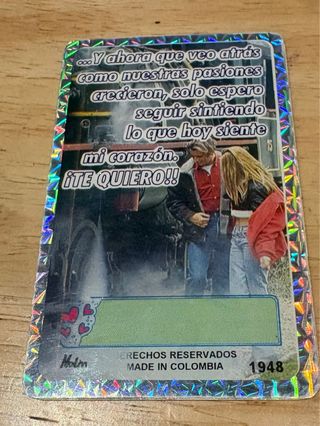 ...Y ahora que veo atrás
como nuestras pasiones
crecieron, solo espero
seguir sintiendo
lo que hoy siente
mi corazón.
¡TE QUIERO!!
ERECHOS RESERVADOS
MADE IN COLOMBIA
1948